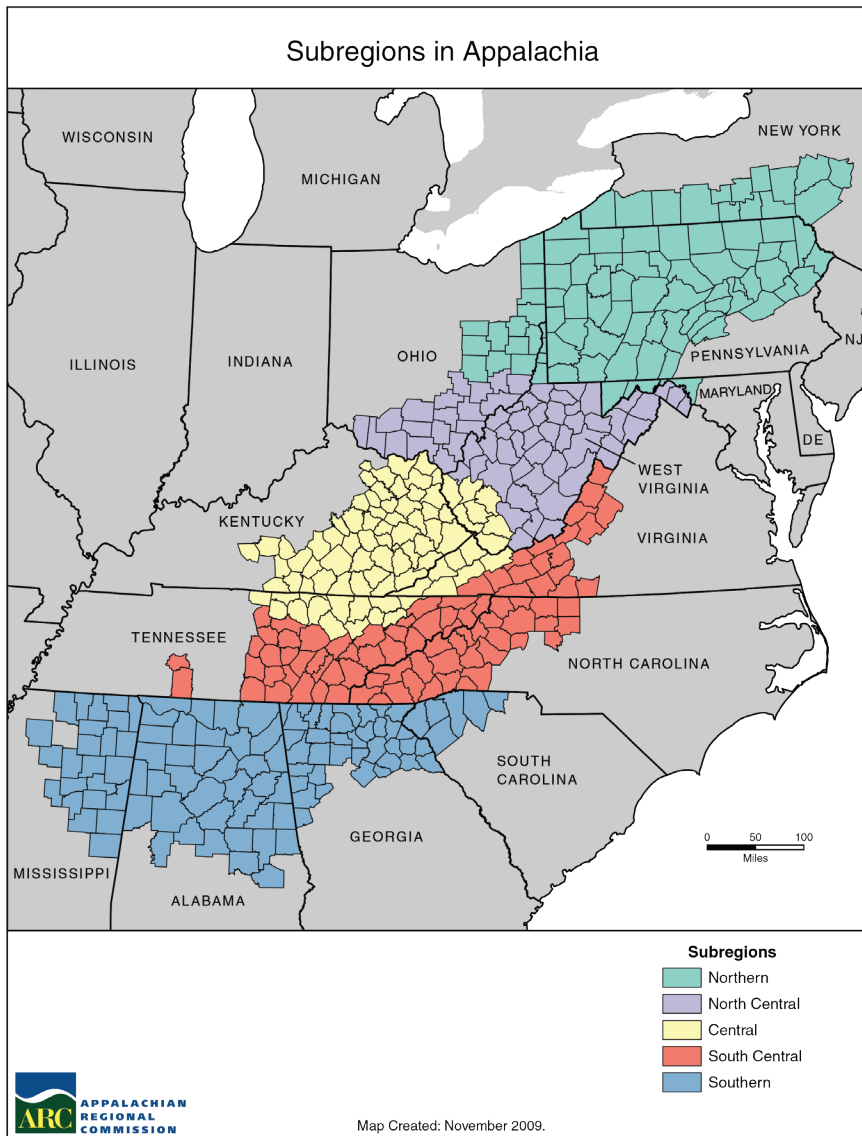 Subregions in Appalachia
WISCONSIN
MICHIGAN
NEW YORK
ILLINOIS
INDIANA
OHIO
PENNSYLVANIA
NJ
MARYLAND
DE
WEST
VIRGINIA
KENTUCKY
VIRGINIA
TENNESSEE
NORTH CAROLINA
SOUTH
CAROLINA
GEORGIA
MISSISSIPPI
ALABAMA
0 50 100
Miles
Subregions
Northern
North Central
Central
South Central
Southern
ARC
APPALACHIAN
REGIONAL
COMMISSION
Map Created: November 2009.